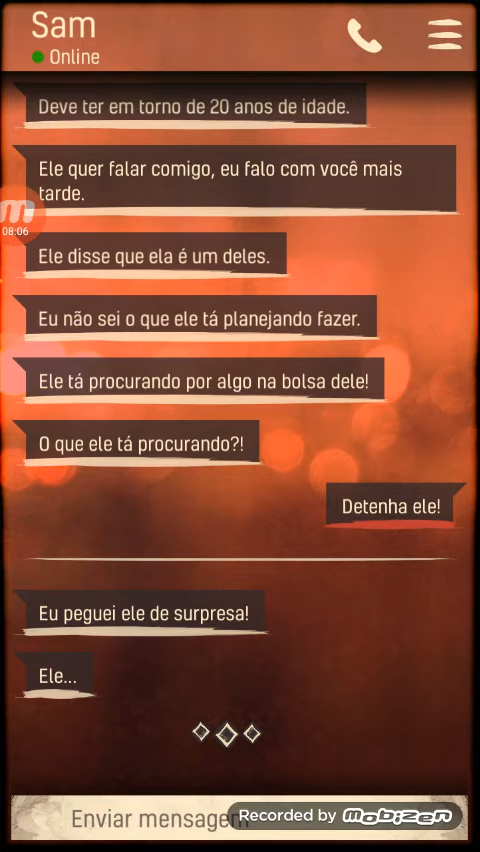 Sam
Online
Deve ter em torno de 20 anos de idade.
Ele quer falar comigo, eu falo com você mais
tarde.
08:06
Ele disse que ela é um deles.
Eu não sei o que ele tá planejando fazer.
Ele tá procurando por algo na bolsa dele!
O que ele tá procurando?!
Detenha ele!
Eu peguei ele de surpresa!
Ele...
Enviar mensagem
Recorded by mobizen